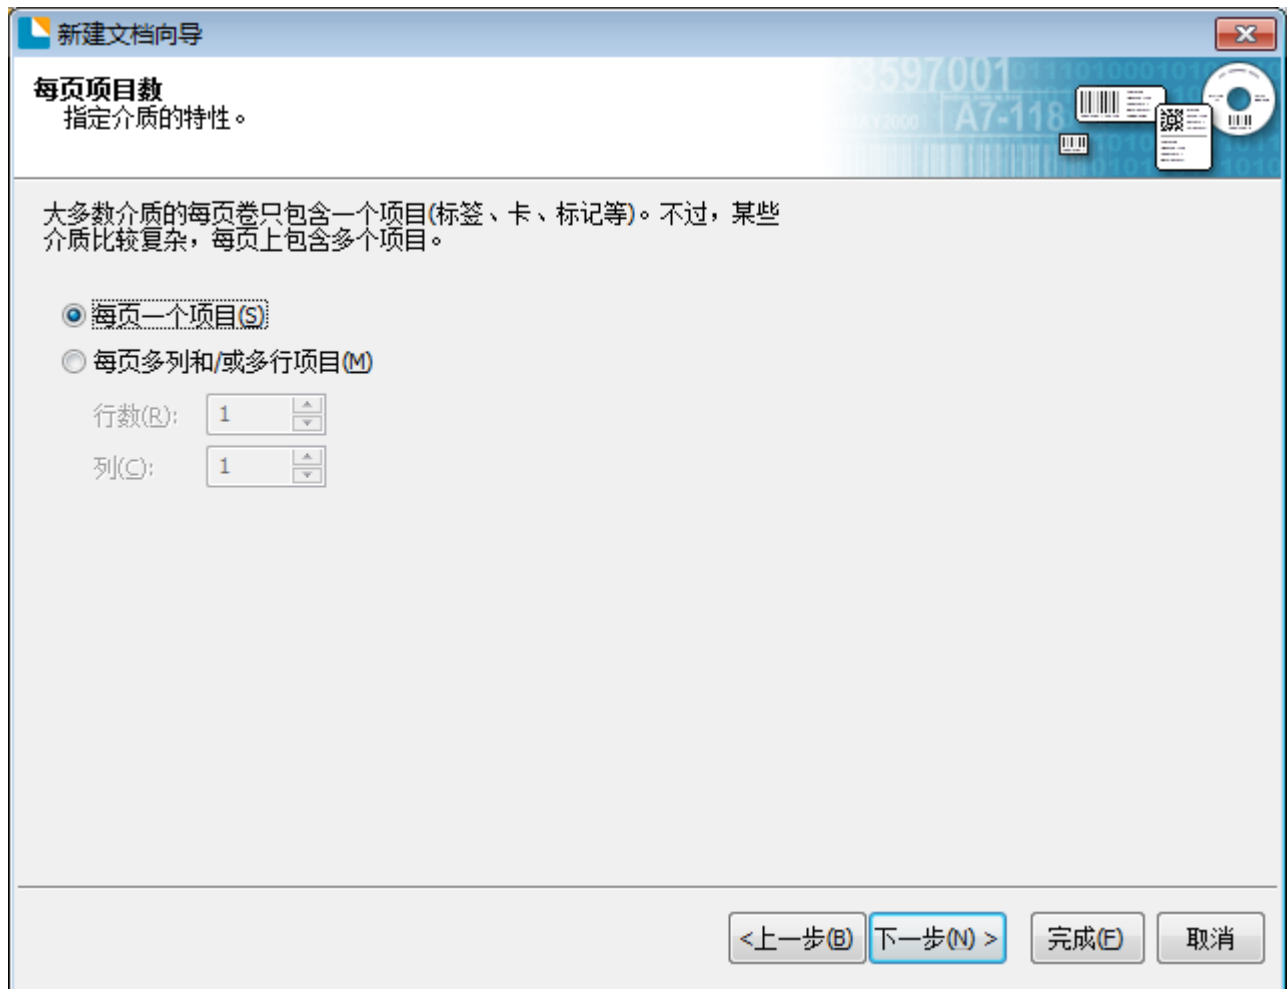 新建文档向导
每页项目数
指定介质的特性。
3597001
A7-118
大多数介质的每页卷只包含一个项目(标签、卡、标记等)。不过，某些
介质比较复杂，每页上包含多个项目。
每页一个项目(S)
每页多列和/或多行项目(M)
行数(R): 1
列(C): 1
<上一步(B) 下一步(N) > 完成(F) 取消